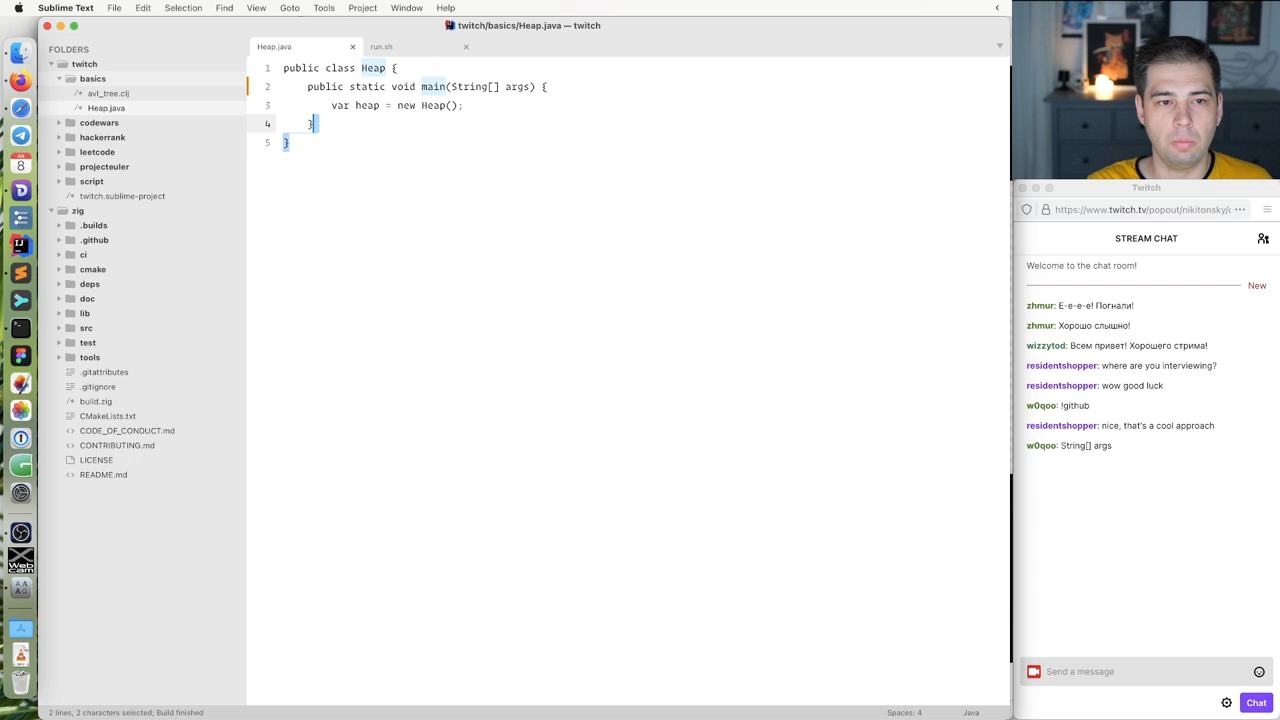 Sublime Text File Edit Selection Find View Goto Tools Project Window Help
twitch/basics/Heap.java — twitch
FOLDERS
twitch
basics
avl_tree.clj
Heap.java
codewars
hackerrank
leetcode
projecteuler
script
twitch.sublime-project
zig
.builds
.github
ci
cmake
deps
doc
lib
src
test
tools
.gitattributes
.gitignore
build.zig
CMakeLists.txt
CODE_OF_CONDUCT.md
CONTRIBUTING.md
LICENSE
README.md
Heap.java
run.sh
1 public class Heap {
2 public static void main(String[] args) {
3 var heap = new Heap();
4 }
5 }
2 lines, 2 characters selected; Build finished
Spaces: 4
Java
Twitch
https://www.twitch.tv/popout/nikitonsky/
STREAM CHAT
Welcome to the chat room!
New
zhmur: Е-е-е-е! Погнали!
zhmur: Хорошо слышно!
wizzytod: Всем привет! Хорошего стрима!
residentshopper: where are you interviewing?
residentshopper: wow good luck
w0qoo: !github
residentshopper: nice, that's a cool approach
w0qoo: String[] args
Send a message
Chat